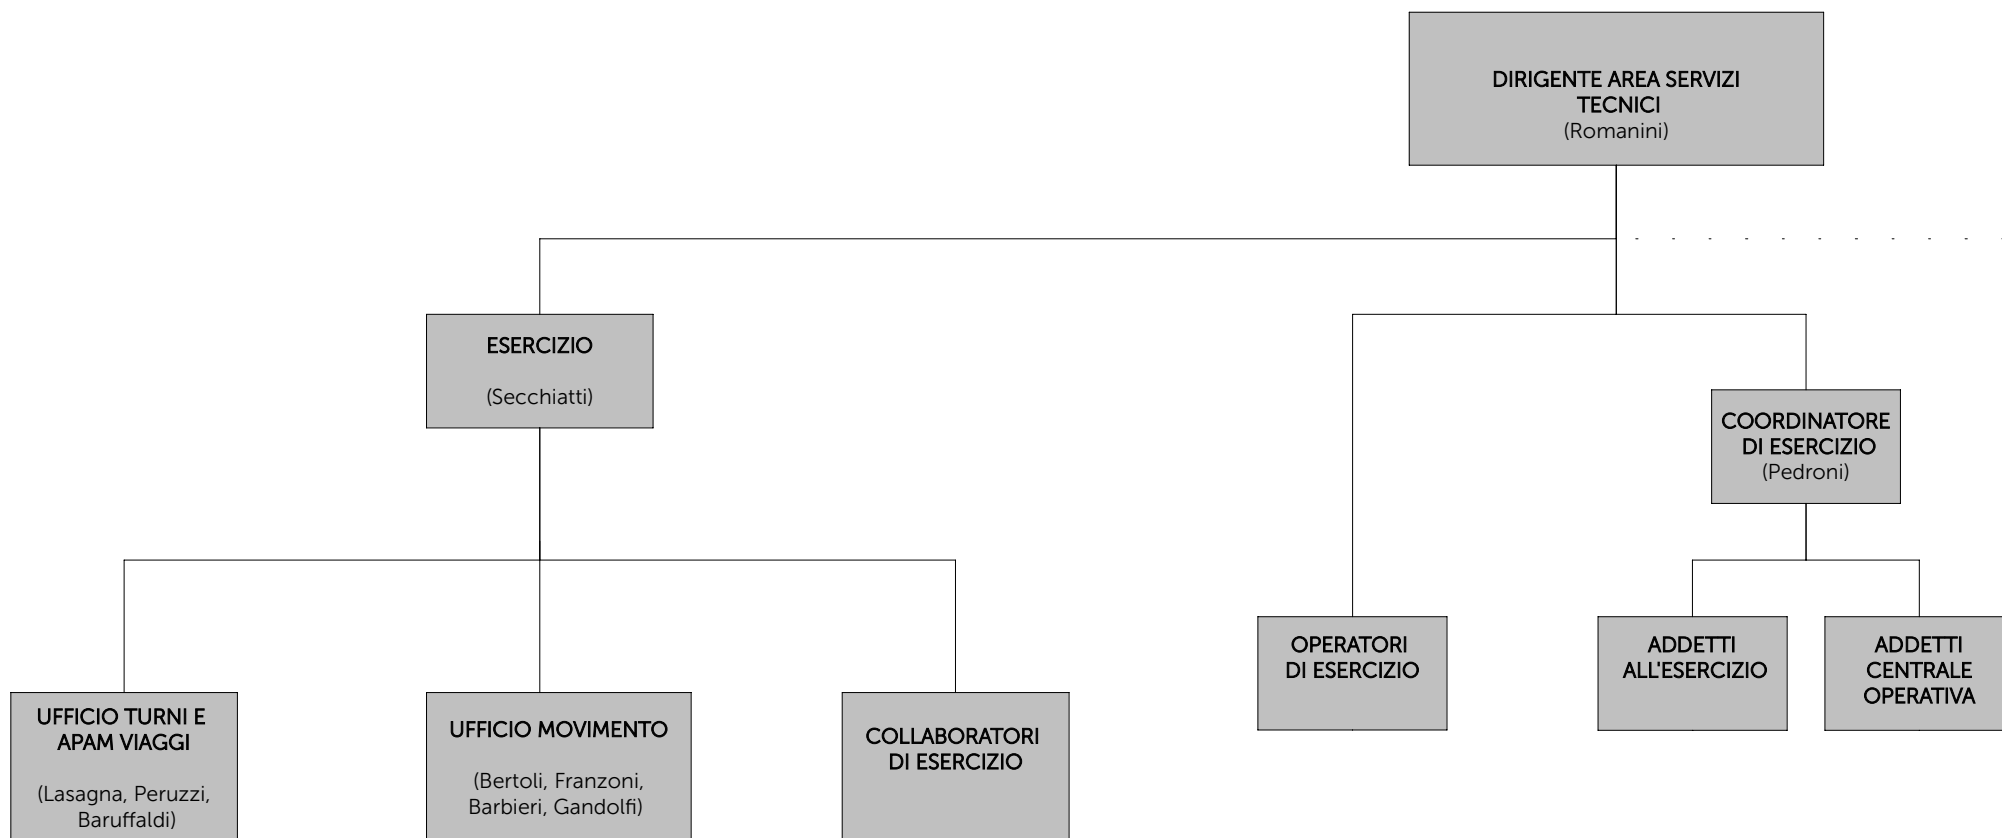 DIRIGENTE AREA SERVIZI
TECNICI
(Romanini)
ESERCIZIO
(Secchiatti)
COORDINATORE
DI ESERCIZIO
(Pedroni)
OPERATORI
DI ESERCIZIO
ADDETTI
ALL'ESERCIZIO
ADDETTI
CENTRALE
OPERATIVA
UFFICIO TURNI E
APAM VIAGGI
(Lasagna, Peruzzi,
Baruffaldi)
UFFICIO MOVIMENTO
(Bertoli, Franzoni,
Barbieri, Gandolfi)
COLLABORATORI
DI ESERCIZIO